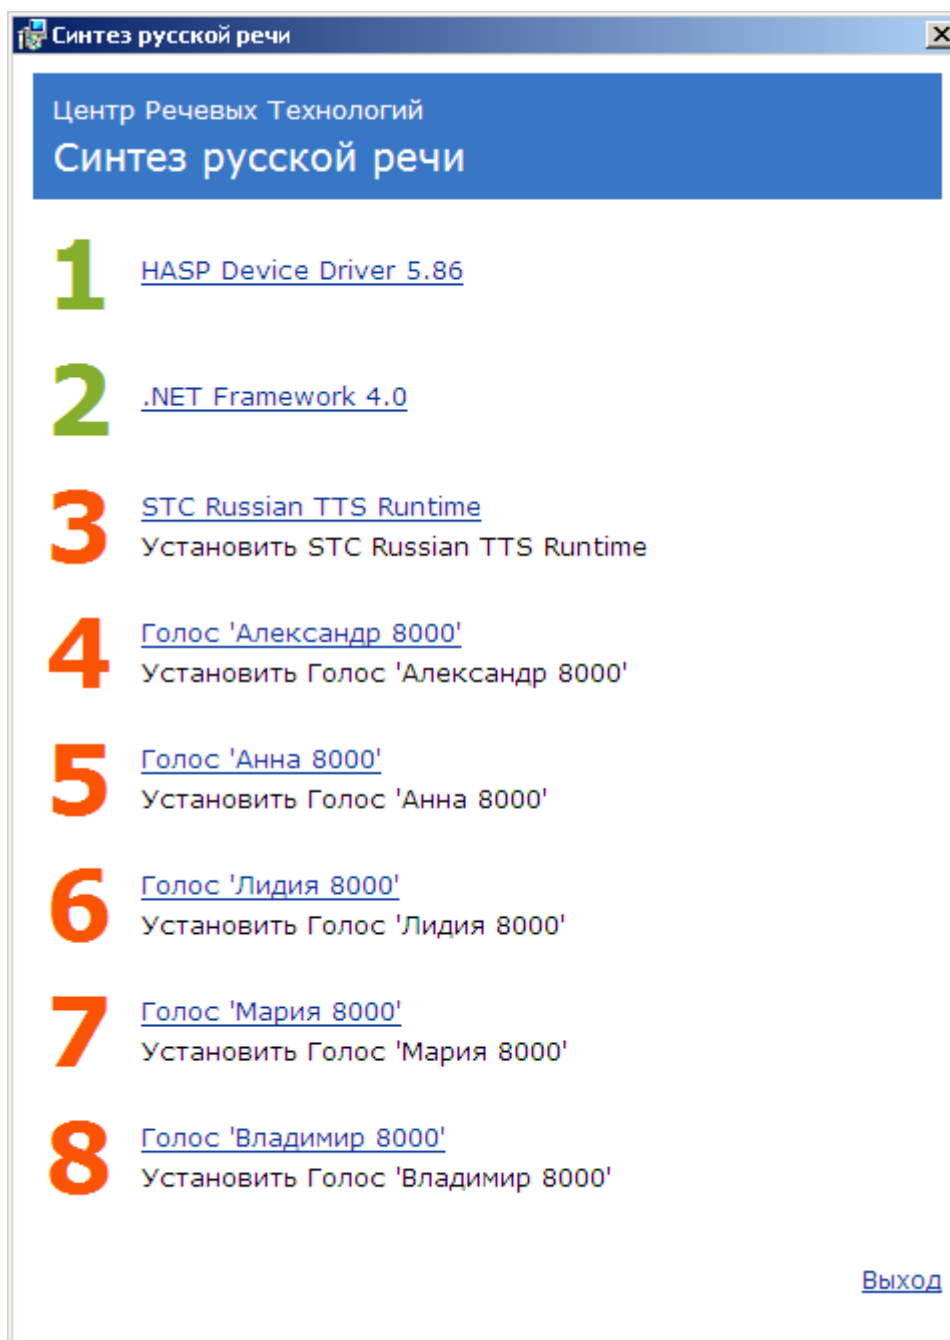 Синтез русской речи
Центр Речевых Технологий
Синтез русской речи
1 HASP Device Driver 5.86
2 .NET Framework 4.0
3 STC Russian TTS Runtime
Установить STC Russian TTS Runtime
4 Голос 'Александр 8000'
Установить Голос 'Александр 8000'
5 Голос 'Анна 8000'
Установить Голос 'Анна 8000'
6 Голос 'Лидия 8000'
Установить Голос 'Лидия 8000'
7 Голос 'Мария 8000'
Установить Голос 'Мария 8000'
8 Голос 'Владимир 8000'
Установить Голос 'Владимир 8000'
Выход